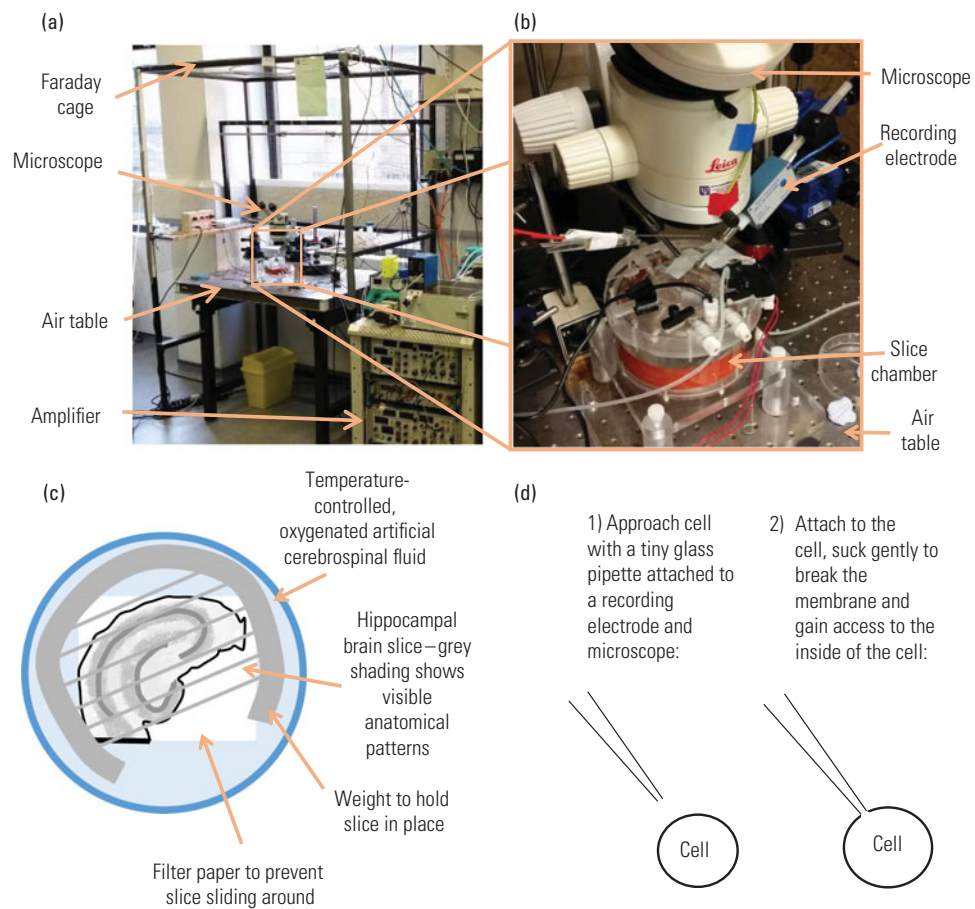 (a)
Faraday
cage
Microscope
Air table
Amplifier
(b)
Microscope
Recording
electrode
Leica
Slice
chamber
Air
table
(c)
Temperature-
controlled,
oxygenated artificial
cerebrospinal fluid
Hippocampal
brain slice – grey
shading shows
visible
anatomical
patterns
Weight to hold
slice in place
Filter paper to prevent
slice sliding around
(d)
1) Approach cell
with a tiny glass
pipette attached to
a recording
electrode and
microscope:
2) Attach to the
cell, suck gently to
break the
membrane and
gain access to the
inside of the cell:
Cell
Cell